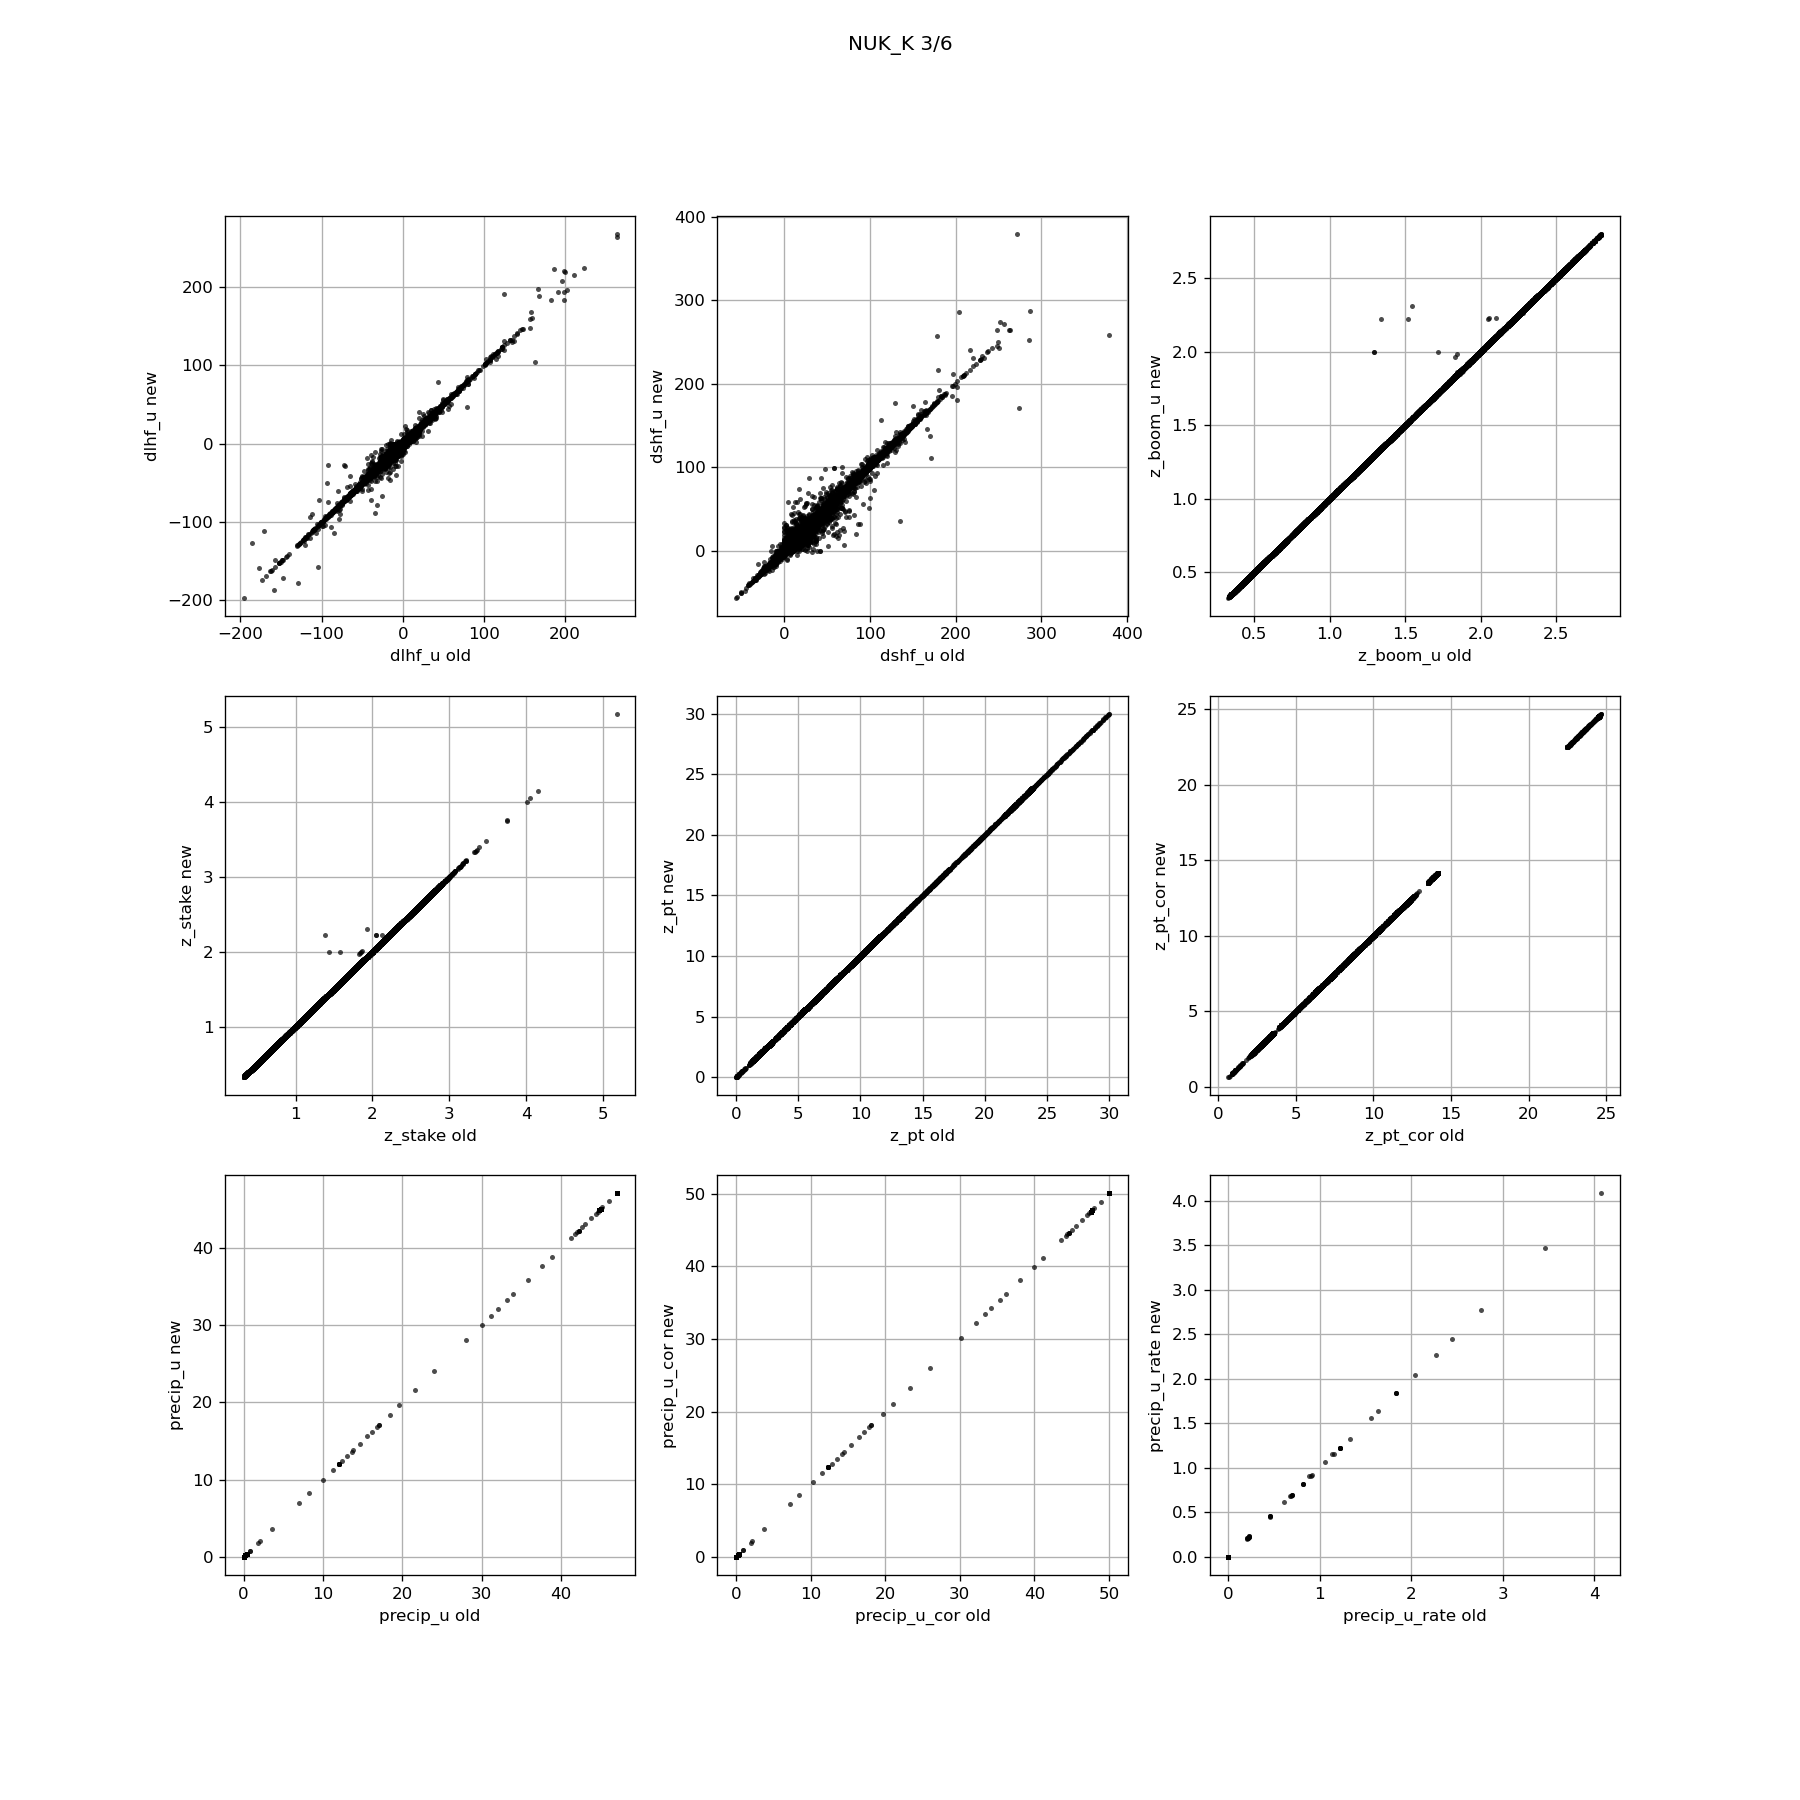 NUK_K 3/6
dlhf_u new
200
100
0
−100
−200
−200 −100 0 100 200
dlhf_u old
dshf_u new
400
300
200
100
0
0 100 200 300 400
dshf_u old
z_boom_u new
2.5
2.0
1.5
1.0
0.5
0.5 1.0 1.5 2.0 2.5
z_boom_u old
z_stake new
5
4
3
2
1
1 2 3 4 5
z_stake old
z_pt new
30
25
20
15
10
5
0
0 5 10 15 20 25 30
z_pt old
z_pt_cor new
25
20
15
10
5
0
0 5 10 15 20 25
z_pt_cor old
precip_u new
40
30
20
10
0
0 10 20 30 40
precip_u old
precip_u_cor new
50
40
30
20
10
0
0 10 20 30 40 50
precip_u_cor old
precip_u_rate new
4.0
3.5
3.0
2.5
2.0
1.5
1.0
0.5
0.0
0 1 2 3 4
precip_u_rate old